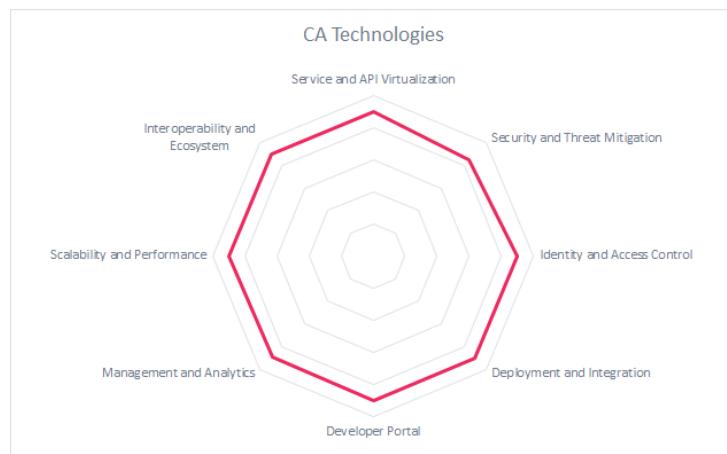 CA Technologies
Service and API Virtualization
Interoperability and
Ecosystem
Security and Threat Mitigation
Scalability and Performance
Identity and Access Control
Management and Analytics
Deployment and Integration
Developer Portal